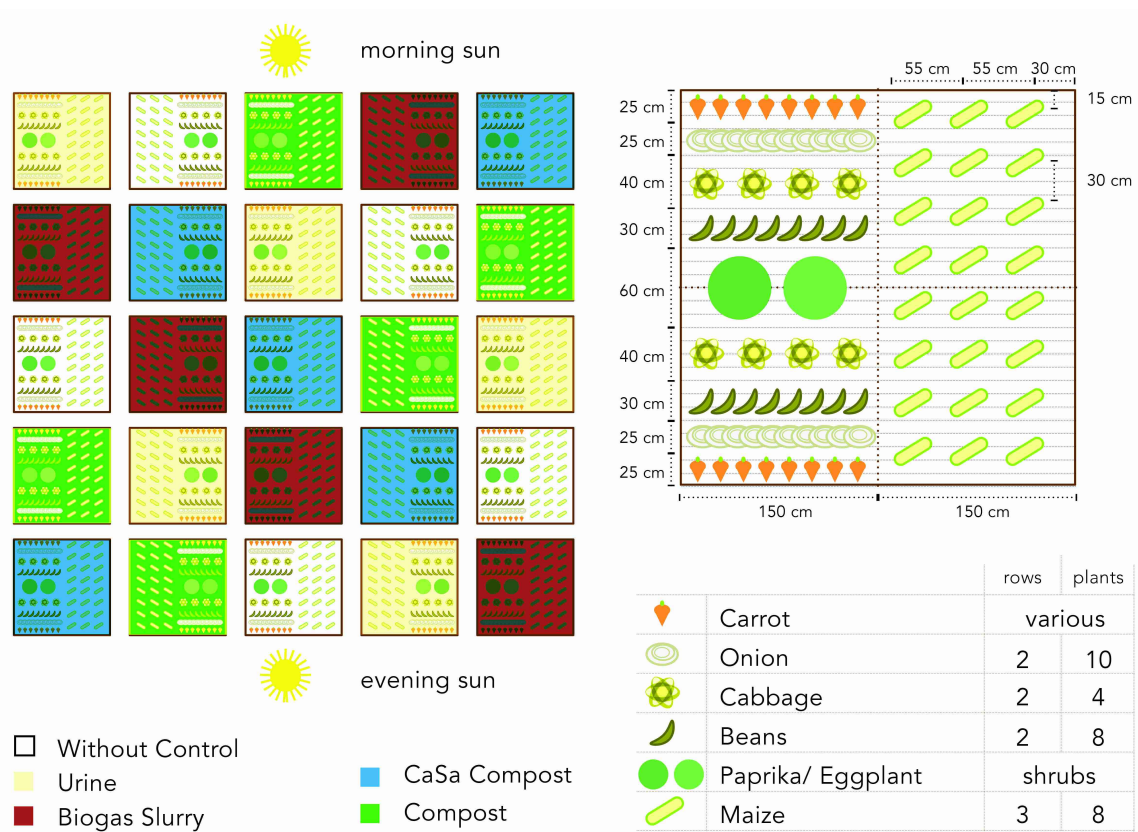 morning sun
55 cm 55 cm 30 cm
25 cm
15 cm
25 cm
40 cm
30 cm
30 cm
60 cm
40 cm
30 cm
25 cm
25 cm
150 cm 150 cm
evening sun
Without Control
Urine
Biogas Slurry
CaSa Compost
Compost
rows plants
Carrot various
Onion 2 10
Cabbage 2 4
Beans 2 8
Paprika/ Eggplant shrubs
Maize 3 8